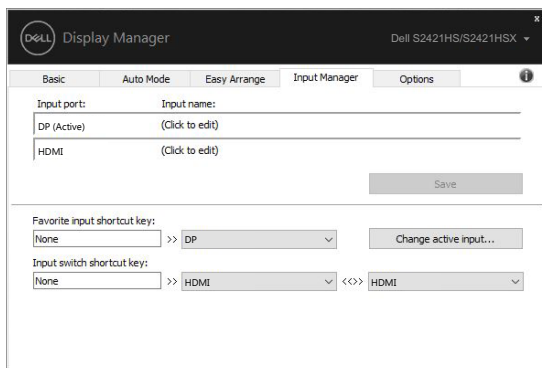 x
DELL Display Manager Dell S2421HS/S2421HSX
Basic Auto Mode Easy Arrange Input Manager Options i
Input port: Input name:
DP (Active) (Click to edit)
HDMI (Click to edit)
Save
Favorite input shortcut key:
None >> DP Change active input...
Input switch shortcut key:
None >> HDMI <<>> HDMI